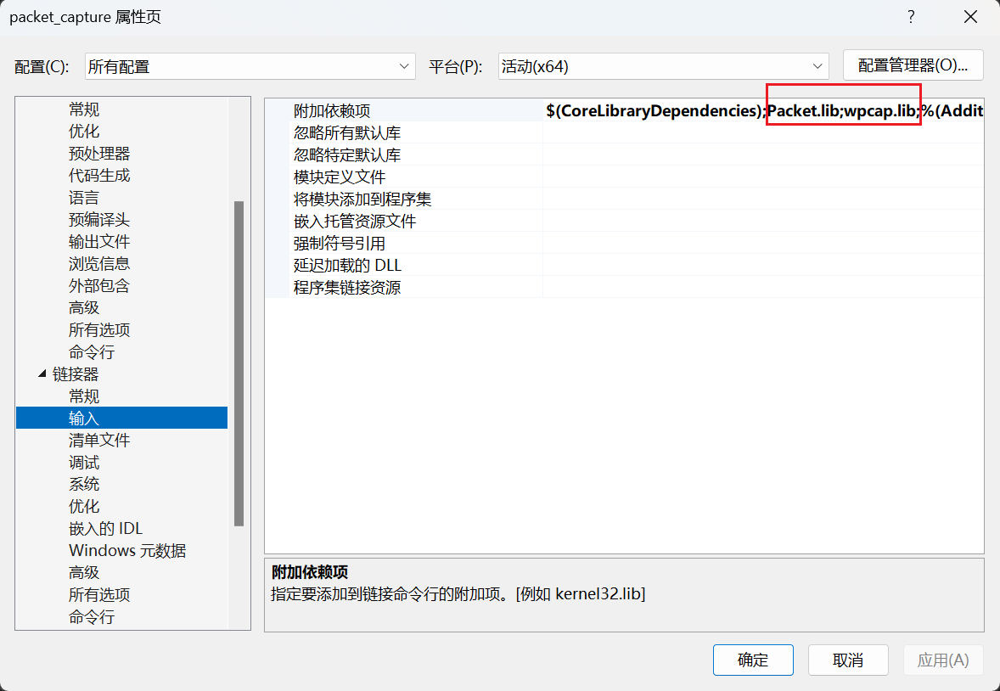 packet_capture 属性页
?
配置(C):
所有配置
平台(P):
活动(x64)
配置管理器(O)...
常规
优化
预处理器
代码生成
语言
预编译头
输出文件
浏览信息
外部包含
高级
所有选项
命令行
链接器
常规
输入
清单文件
调试
系统
优化
嵌入的 IDL
Windows 元数据
高级
所有选项
命令行
附加依赖项
$(CoreLibraryDependencies);Packet.lib;wpcap.lib;%(Addit
忽略所有默认库
忽略特定默认库
模块定义文件
将模块添加到程序集
嵌入托管资源文件
强制符号引用
延迟加载的 DLL
程序集链接资源
附加依赖项
指定要添加到链接命令行的附加项。[例如 kernel32.lib]
确定
取消
应用(A)